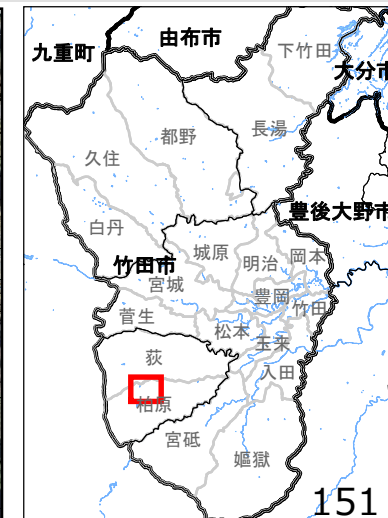 由布市
九重町
下竹田
大分市
都野
長湯
久住
白丹
豊後大野市
城原
岡本
明治
竹田市
宮城
豊岡
竹田
菅生
松本
玉来
荻
入田
柏原
宮砥
嫗獄
151